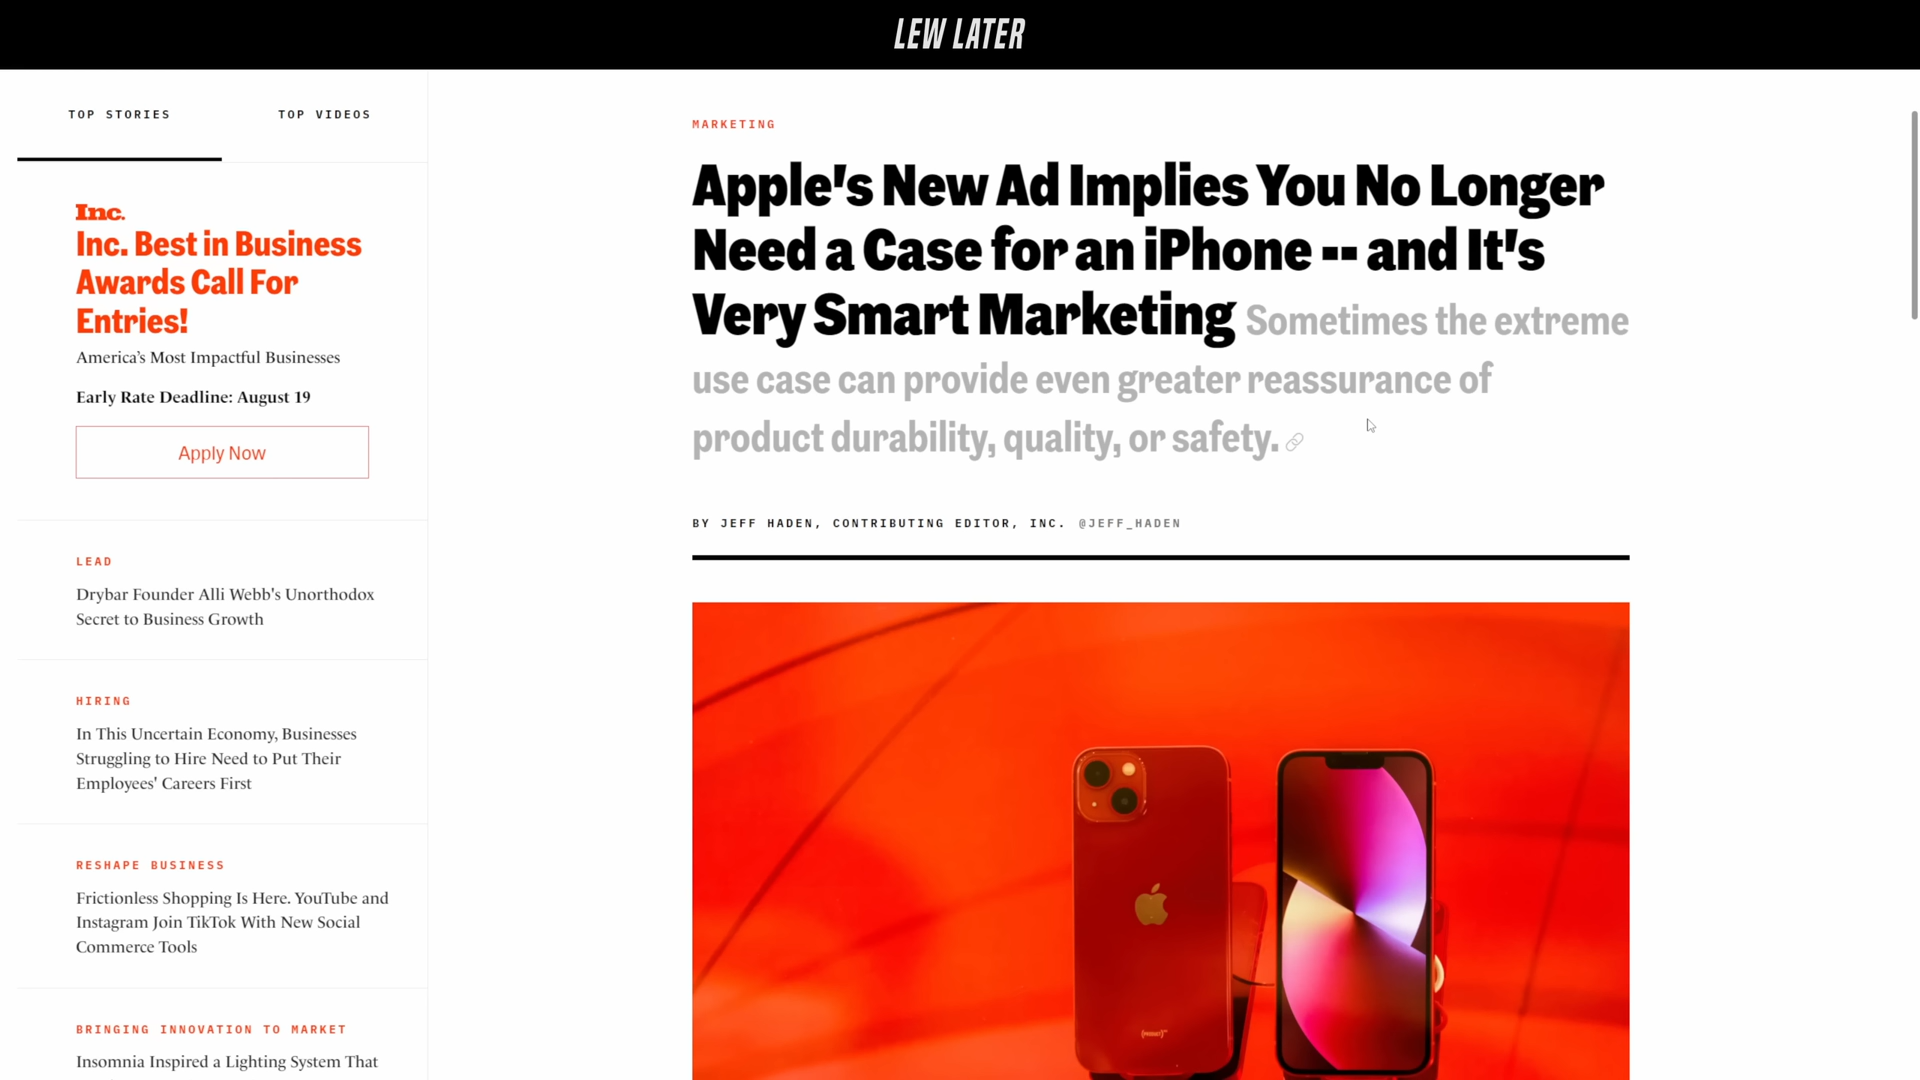 LEW LATER
TOP STORIES
TOP VIDEOS
Inc.
Inc. Best in Business
Awards Call For
Entries!
America's Most Impactful Businesses
Early Rate Deadline: August 19
Apply Now
LEAD
Drybar Founder Alli Webb's Unorthodox
Secret to Business Growth
HIRING
In This Uncertain Economy, Businesses
Struggling to Hire Need to Put Their
Employees' Careers First
RESHAPE BUSINESS
Frictionless Shopping Is Here. YouTube and
Instagram Join TikTok With New Social
Commerce Tools
BRINGING INNOVATION TO MARKET
Insomnia Inspired a Lighting System That
MARKETING
Apple's New Ad Implies You No Longer
Need a Case for an iPhone -- and It's
Very Smart Marketing Sometimes the extreme
use case can provide even greater reassurance of
product durability, quality, or safety.
BY JEFF HADEN, CONTRIBUTING EDITOR, INC. @JEFF_HADEN